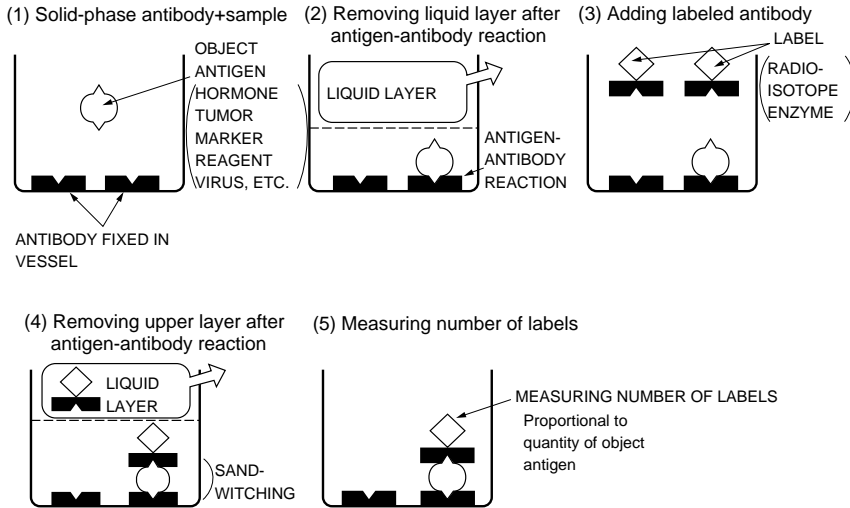 (1) Solid-phase antibody+sample
OBJECT
ANTIGEN
HORMONE
TUMOR
MARKER
REAGENT
VIRUS, ETC.
ANTIBODY FIXED IN
VESSEL
(2) Removing liquid layer after
antigen-antibody reaction
LIQUID LAYER
ANTIGEN-
ANTIBODY
REACTION
(3) Adding labeled antibody
LABEL
RADIO-
ISOTOPE
ENZYME
(4) Removing upper layer after
antigen-antibody reaction
LIQUID
LAYER
SAND-
WITCHING
(5) Measuring number of labels
MEASURING NUMBER OF LABELS
Proportional to
quantity of object
antigen